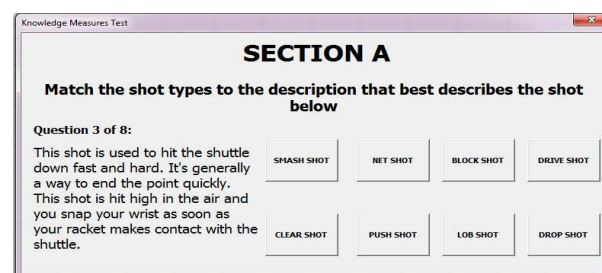 Knowledge Measures Test
SECTION A
Match the shot types to the description that best describes the shot
below
Question 3 of 8:
This shot is used to hit the shuttle
down fast and hard. It's generally
a way to end the point quickly.
This shot is hit high in the air and
you snap your wrist as soon as
your racket makes contact with the
shuttle.
SMASH SHOT
NET SHOT
BLOCK SHOT
DRIVE SHOT
CLEAR SHOT
PUSH SHOT
LOB SHOT
DROP SHOT